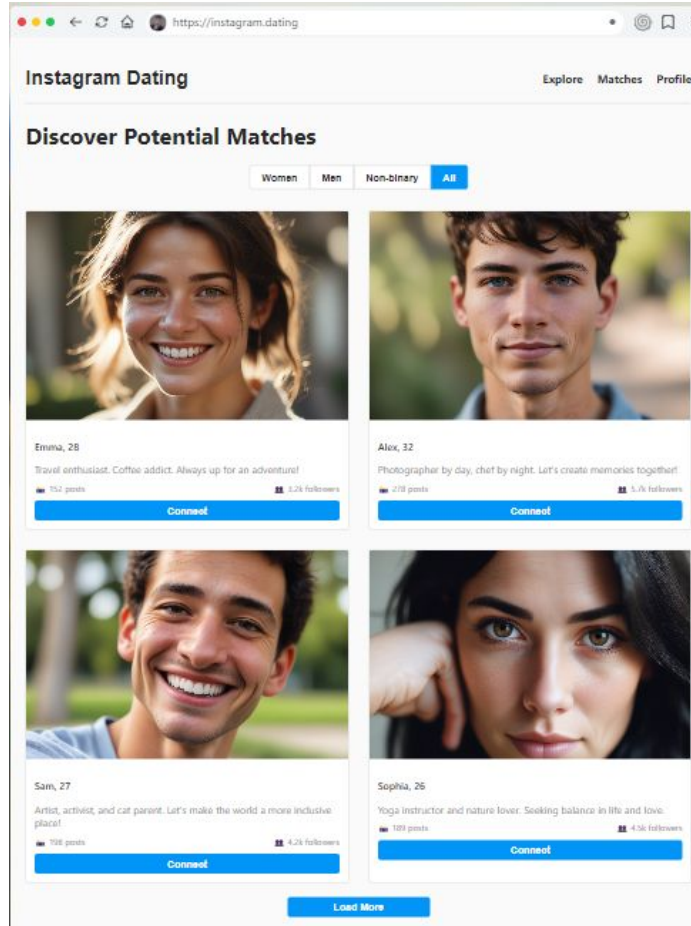 https://instagram.dating
Instagram Dating
Explore Matches Profile
Discover Potential Matches
Women Men Non-binary All
Emma, 28
Travel enthusiast. Coffee addict. Always up for an adventure!
152 posts 3.2k followers
Connect
Alex, 32
Photographer by day, chef by night. Let's create memories together!
278 posts 5.7k followers
Connect
Sam, 27
Artist, activist, and cat parent. Let's make the world a more inclusive
place!
198 posts 4.2k followers
Connect
Sophia, 26
Yoga instructor and nature lover. Seeking balance in life and love.
189 posts 4.5k followers
Connect
Load More